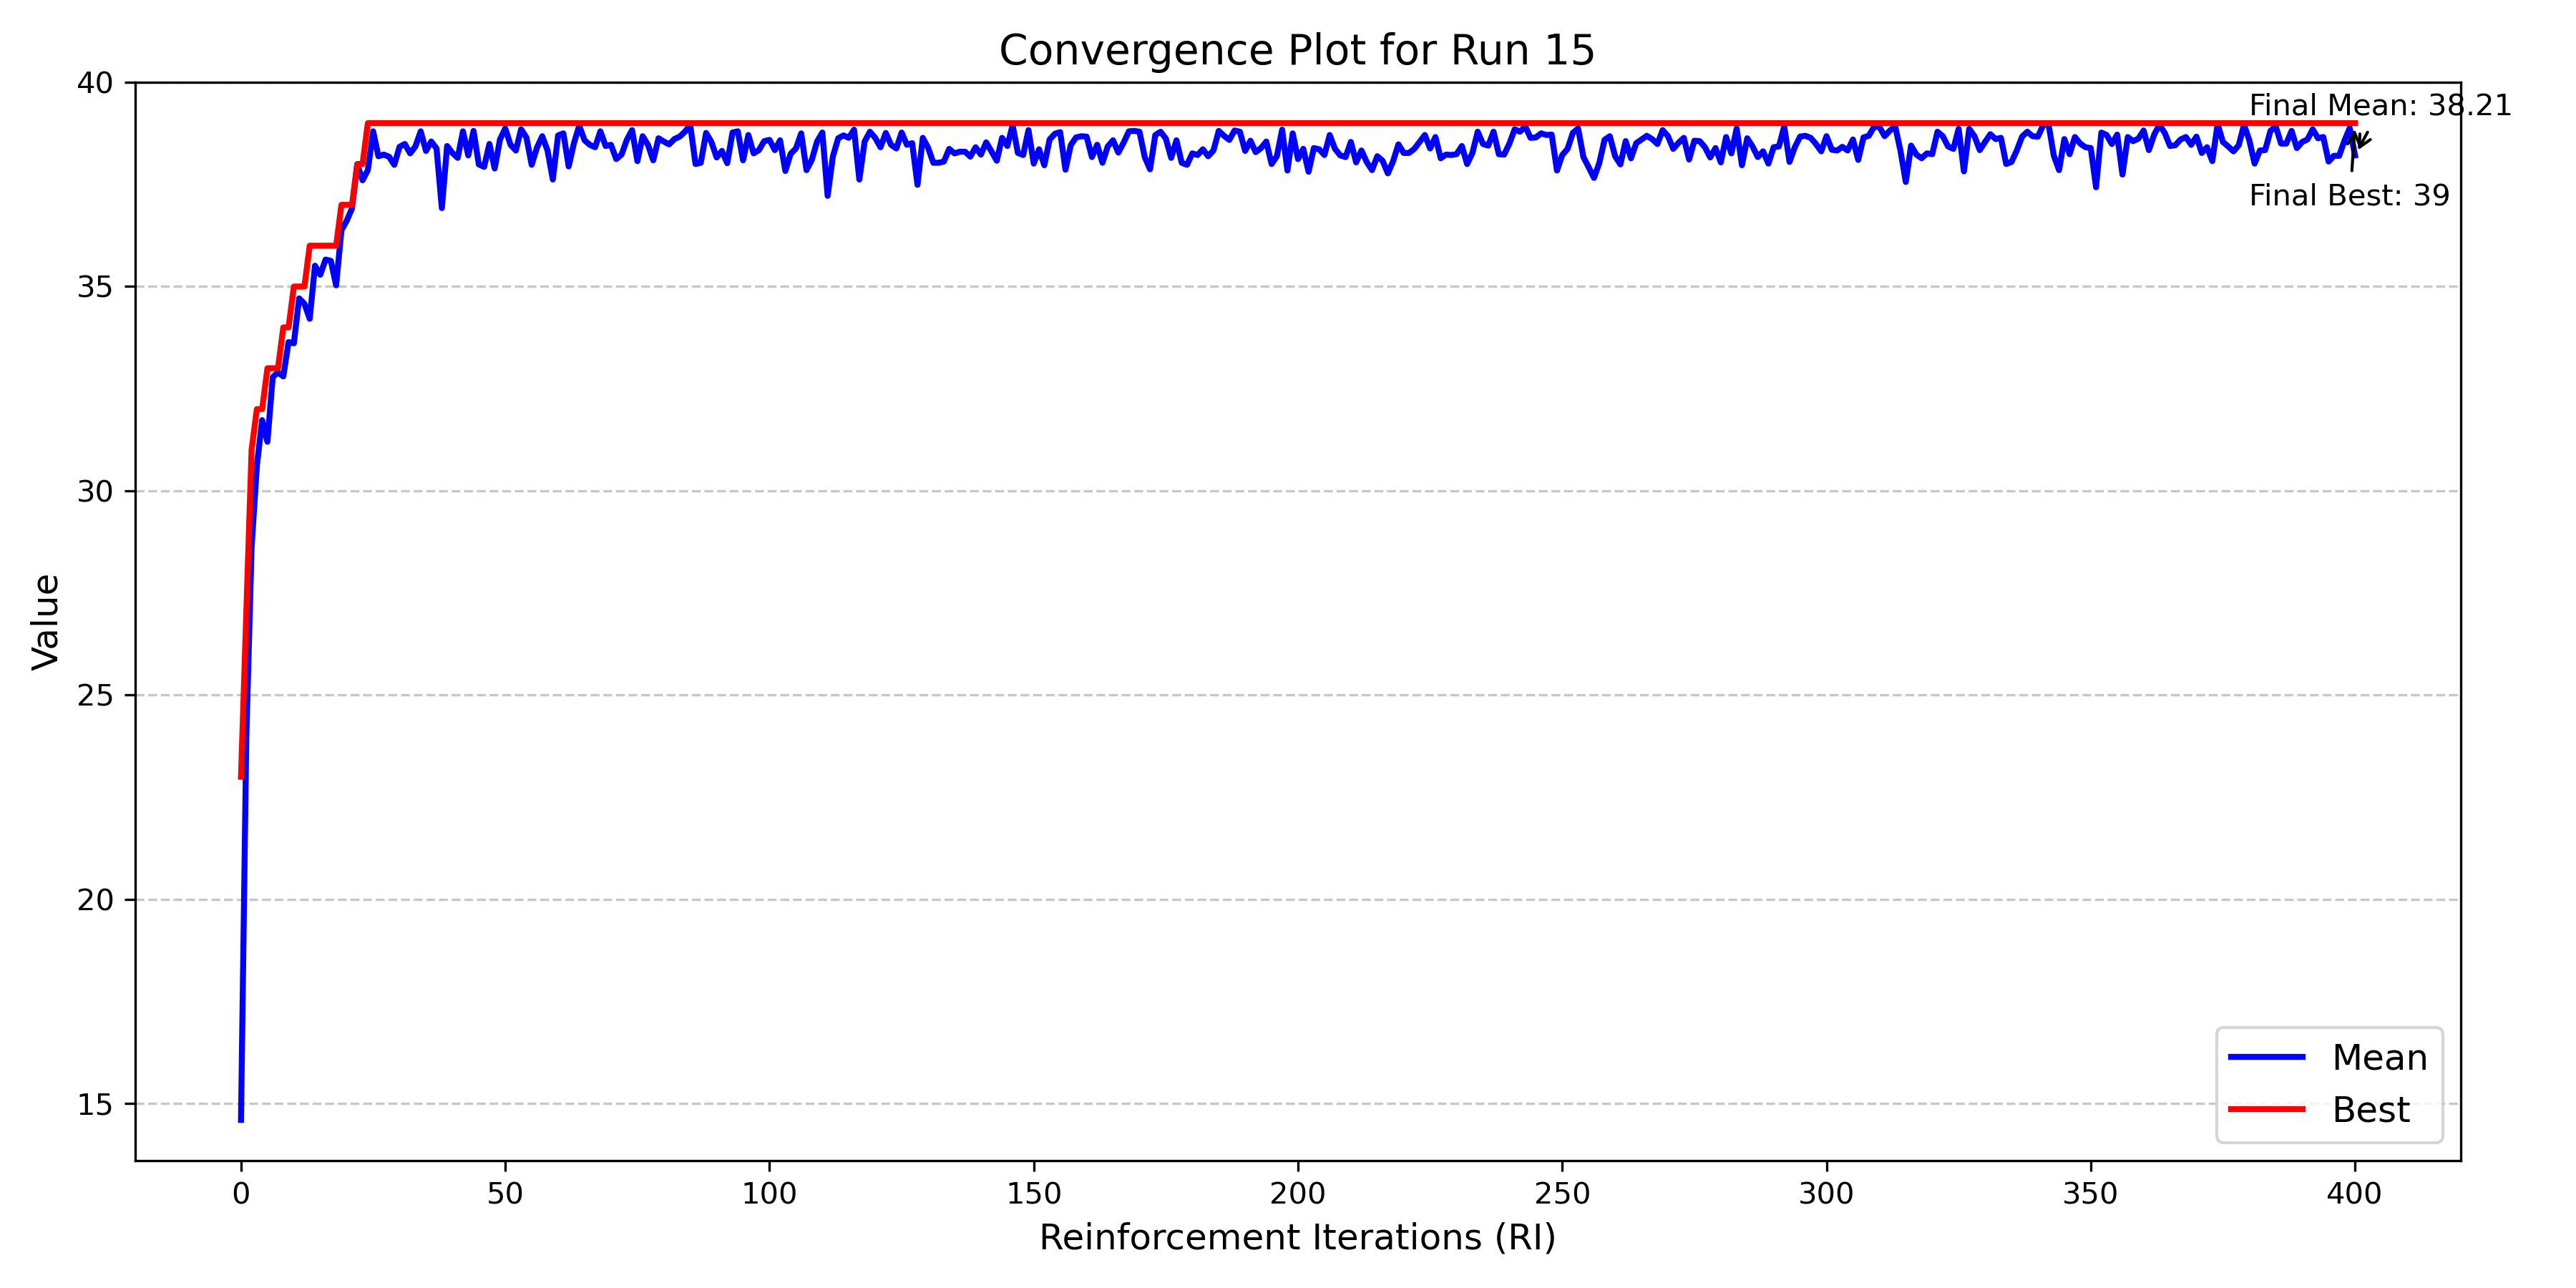 Convergence Plot for Run 15
40
Final Mean: 38.21
Final Best: 39
35
30
25
20
15
Value
Mean
Best
0 50 100 150 200 250 300 350 400
Reinforcement Iterations (RI)